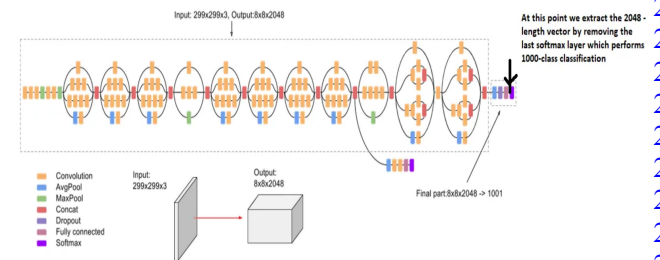 Input: 299x299x3, Output:8x8x2048
At this point we extract the 2048 -
length vector by removing the
last softmax layer which performs
1000-class classification
Convolution
AvgPool
MaxPool
Concat
Dropout
Fully connected
Softmax
Input:
299x299x3
Output:
8x8x2048
Final part:8x8x2048 -> 1001